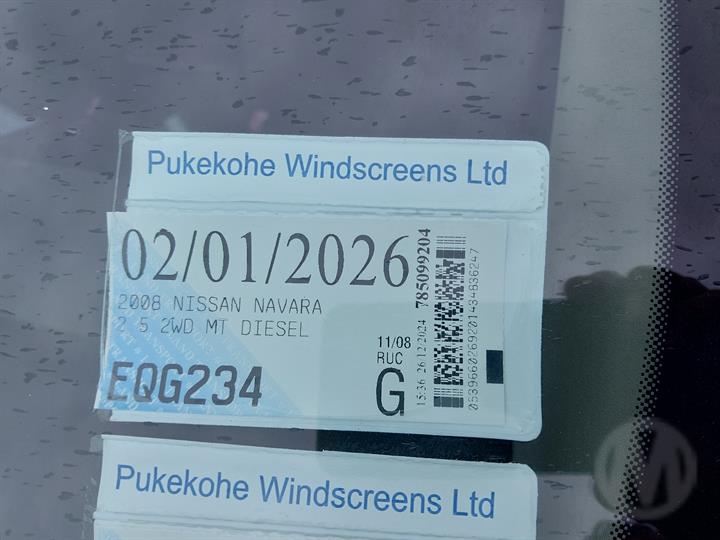 Pukekohe Windscreens Ltd
02/01/2026
2008 NISSAN NAVARA
2 5 2WD MT DIESEL
EQG234
11/08
RUC
G
15:36 26/12/2024 785099204
Pukekohe Windscreens Ltd